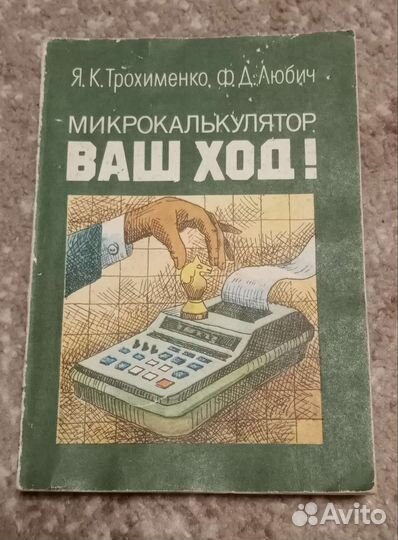 Я.К.Трохименко, Ф.Д.Любич
МИКРОКАЛЬКУЛЯТОР
ВАШ ХОД!
Avito